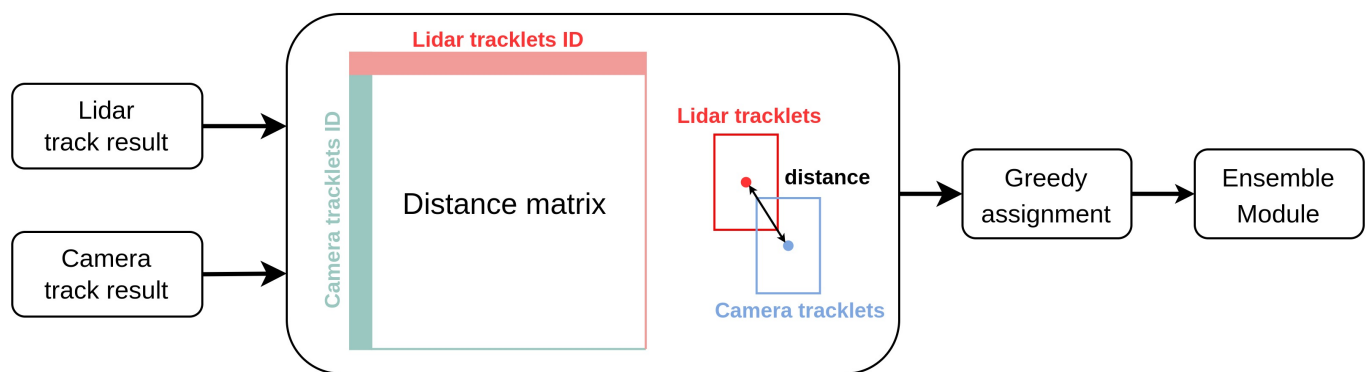 Lidar
track result
Camera
track result
Lidar tracklets ID
Camera tracklets ID
Distance matrix
Lidar tracklets
distance
Camera tracklets
Greedy
assignment
Ensemble
Module